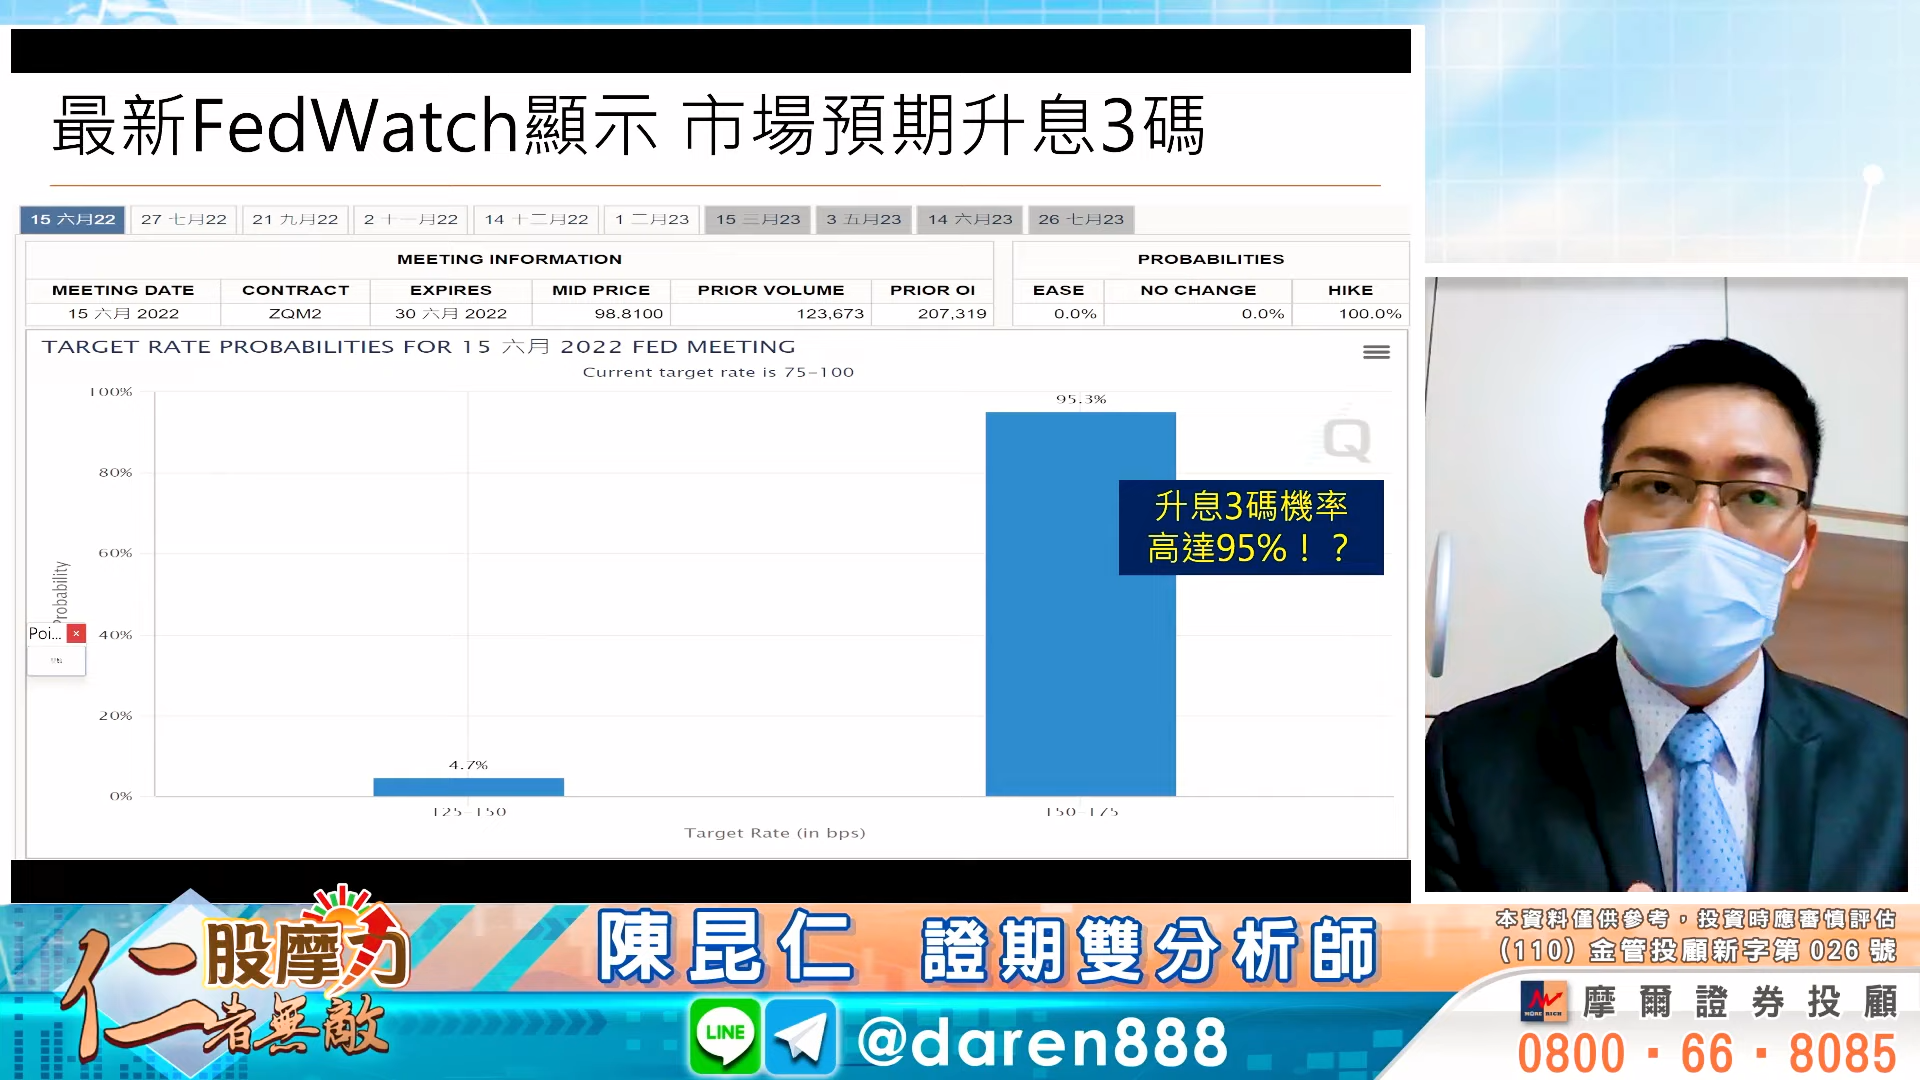 最新FedWatch顯示 市場預期升息3碼
15 六月22 27 七月22 21 九月22 2 十一月22 14 十二月22 1 二月23 15 三月23 3 五月23 14 六月23 26 七月23
MEETING INFORMATION
MEETING DATE CONTRACT EXPIRES MID PRICE PRIOR VOLUME PRIOR OI
15 六月 2022 ZQM2 30 六月 2022 98.8100 123,673 207,319
PROBABILITIES
EASE NO CHANGE HIKE
0.0% 0.0% 100.0%
TARGET RATE PROBABILITIES FOR 15 六月 2022 FED MEETING
Current target rate is 75-100
Probability
100%
80%
60%
40%
20%
0%
4.7%
95.3%
125-150
150-175
Target Rate (in bps)
Q
升息3碼機率
高達95%！？
Poi...
股摩力
仁者無敵
陳昆仁 證期雙分析師
LINE
@daren888
本資料僅供參考，投資時應審慎評估
(110) 金管投顧新字第 026 號
MORE RICH
摩爾證券投顧
0800・66・8085